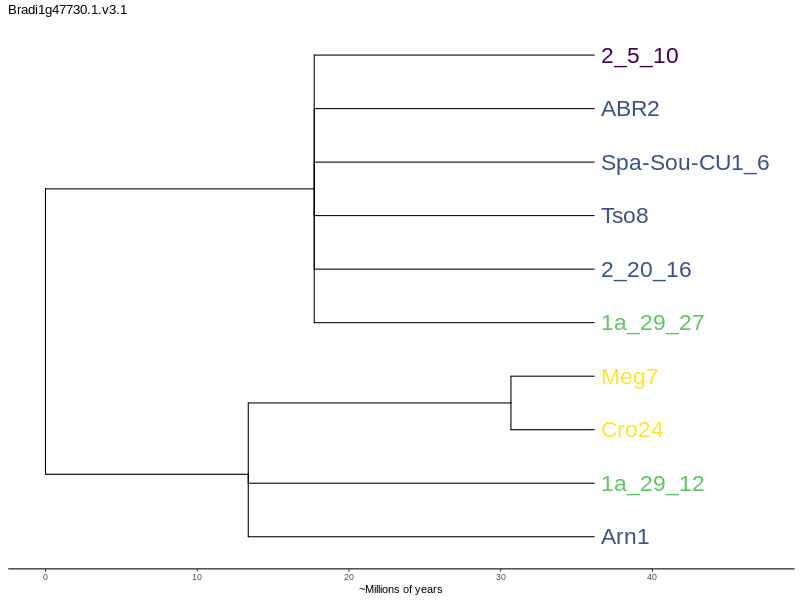 Bradi1g47730.1.v3.1
2_5_10
ABR2
Spa-Sou-CU1_6
Tso8
2_20_16
1a_29_27
Meg7
Cro24
1a_29_12
Arn1
0 10 20 30 40
~Millions of years